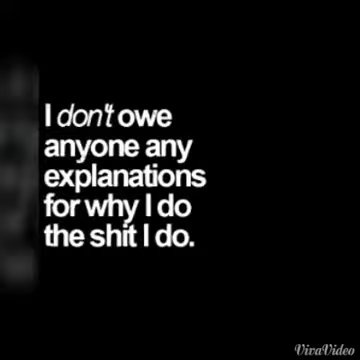 I don't owe
anyone any
explanations
for why I do
the shit I do.
VivaVideo